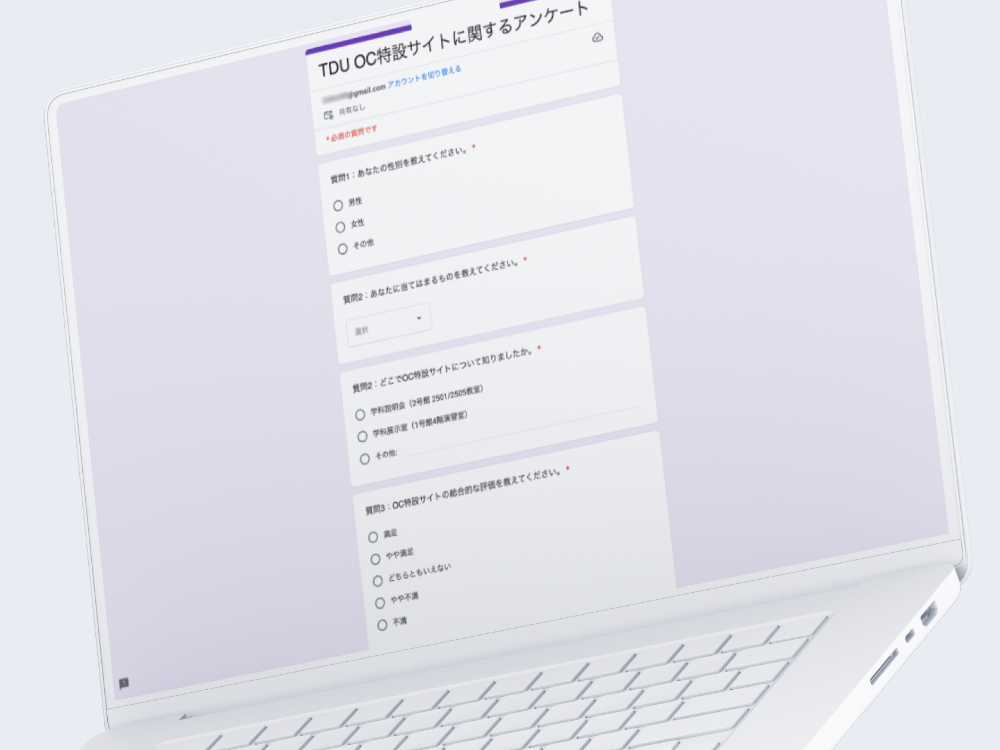 TDU OC特設サイトに関するアンケート
@gmail.com アカウントを切り替える
共有なし
* 必須の質問です
質問1：あなたの性別を教えてください。 *
男性
女性
その他
質問2：あなたに当てはまるものを教えてください。 *
選択
質問2：どこでOC特設サイトについて知りましたか。 *
学科説明会（2号館 2501/2505教室）
学科展示室（1号館4階演習室）
その他:
質問3：OC特設サイトの総合的な評価を教えてください。 *
満足
やや満足
どちらともいえない
やや不満
不満